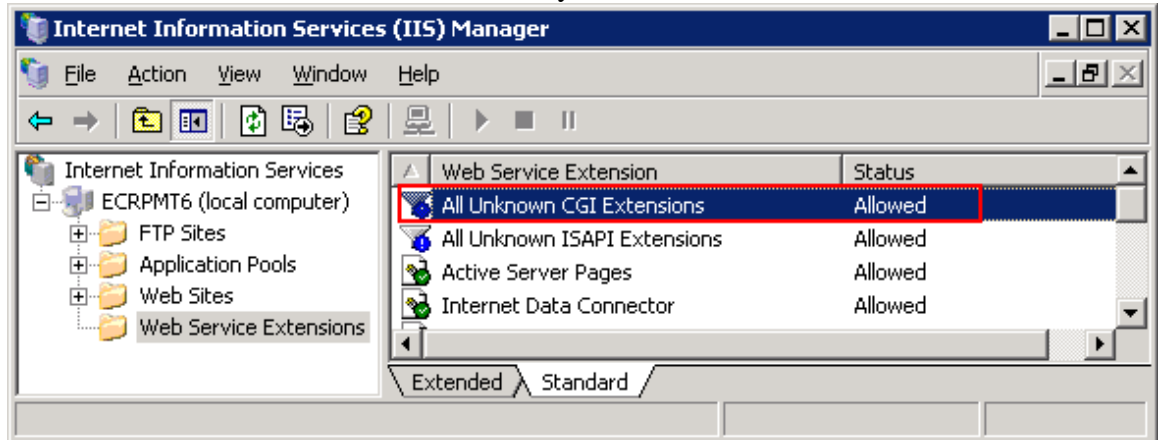 Internet Information Services (IIS) Manager
File Action View Window Help
Internet Information Services
ECRPMT6 (local computer)
FTP Sites
Application Pools
Web Sites
Web Service Extensions
Web Service Extension Status
All Unknown CGI Extensions Allowed
All Unknown ISAPI Extensions Allowed
Active Server Pages Allowed
Internet Data Connector Allowed
Extended Standard